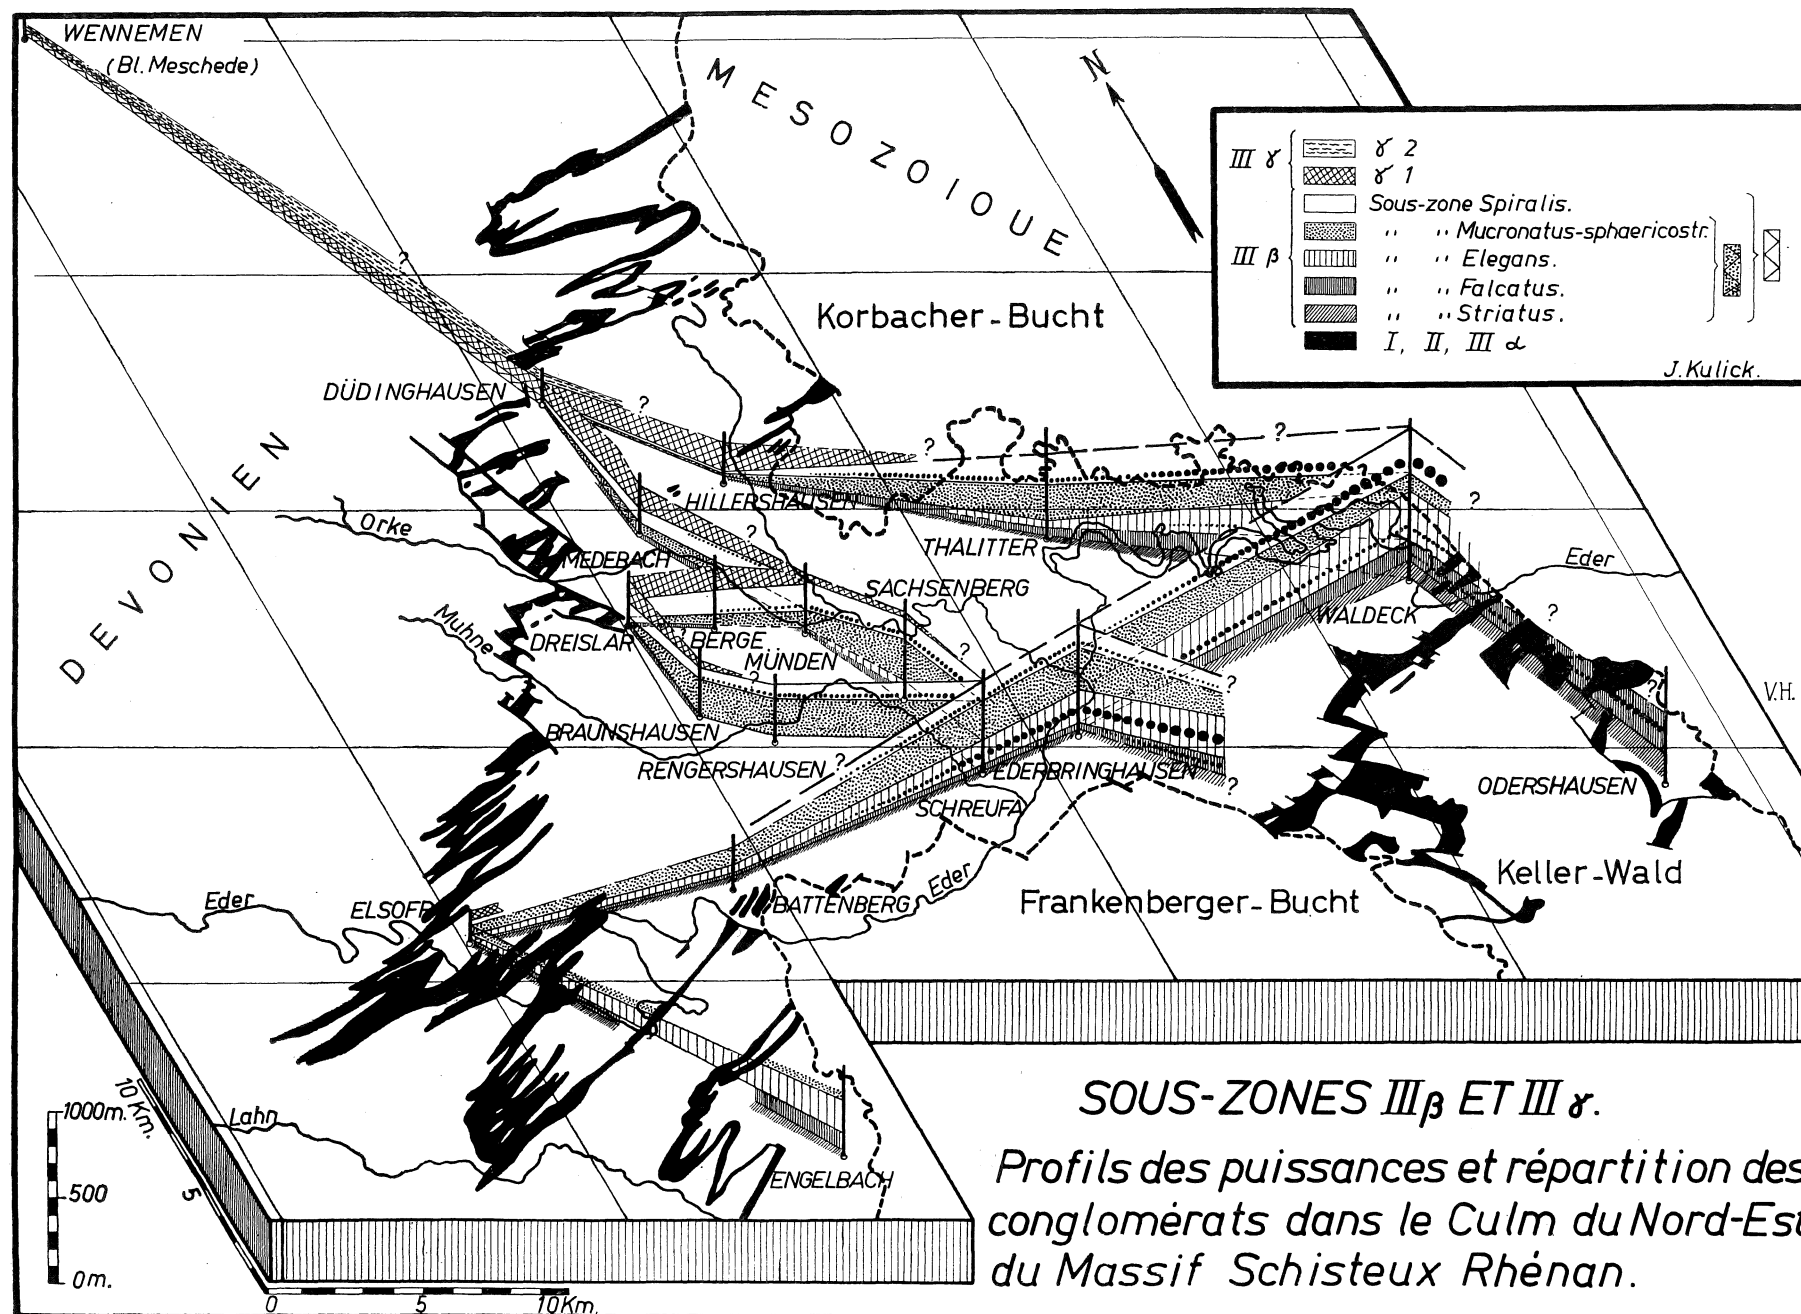 WENNEMEN
(Bl. Meschede)
MESOZOIQUE
N
III γ
γ 2
γ 1
Sous-zone Spiralis.
III β
,, ,, Mucronatus-sphaericostr.
,, ,, Elegans.
,, ,, Falcatus.
,, ,, Striatus.
I, II, III α
J. Kulick.
?
Korbacher-Bucht
DÜDINGHAUSEN
?
?
?
DEVONIEN
HILLERSHAUSEN
?
Orke
THALITTER
?
MEDEBACH
Eder
SACHSENBERG
Muhne
WALDECK
?
DREISLAR
?
BERGE
MÜNDEN
?
?
?
?
V.H.
BRAUNSHAUSEN
RENGERSHAUSEN
?
EDERBRINGHAUSEN
?
ODERSHAUSEN
SCHREUFA
Keller-Wald
Eder
Eder
ELSOFF
BATTENBERG
Frankenberger-Bucht
10 Km.
5
1000m.
500
0m.
Lahn
ENGELBACH
0 5 10Km.
SOUS-ZONES III β ET III γ.
Profils des puissances et répartition des
conglomérats dans le Culm du Nord-Est
du Massif Schisteux Rhénan.